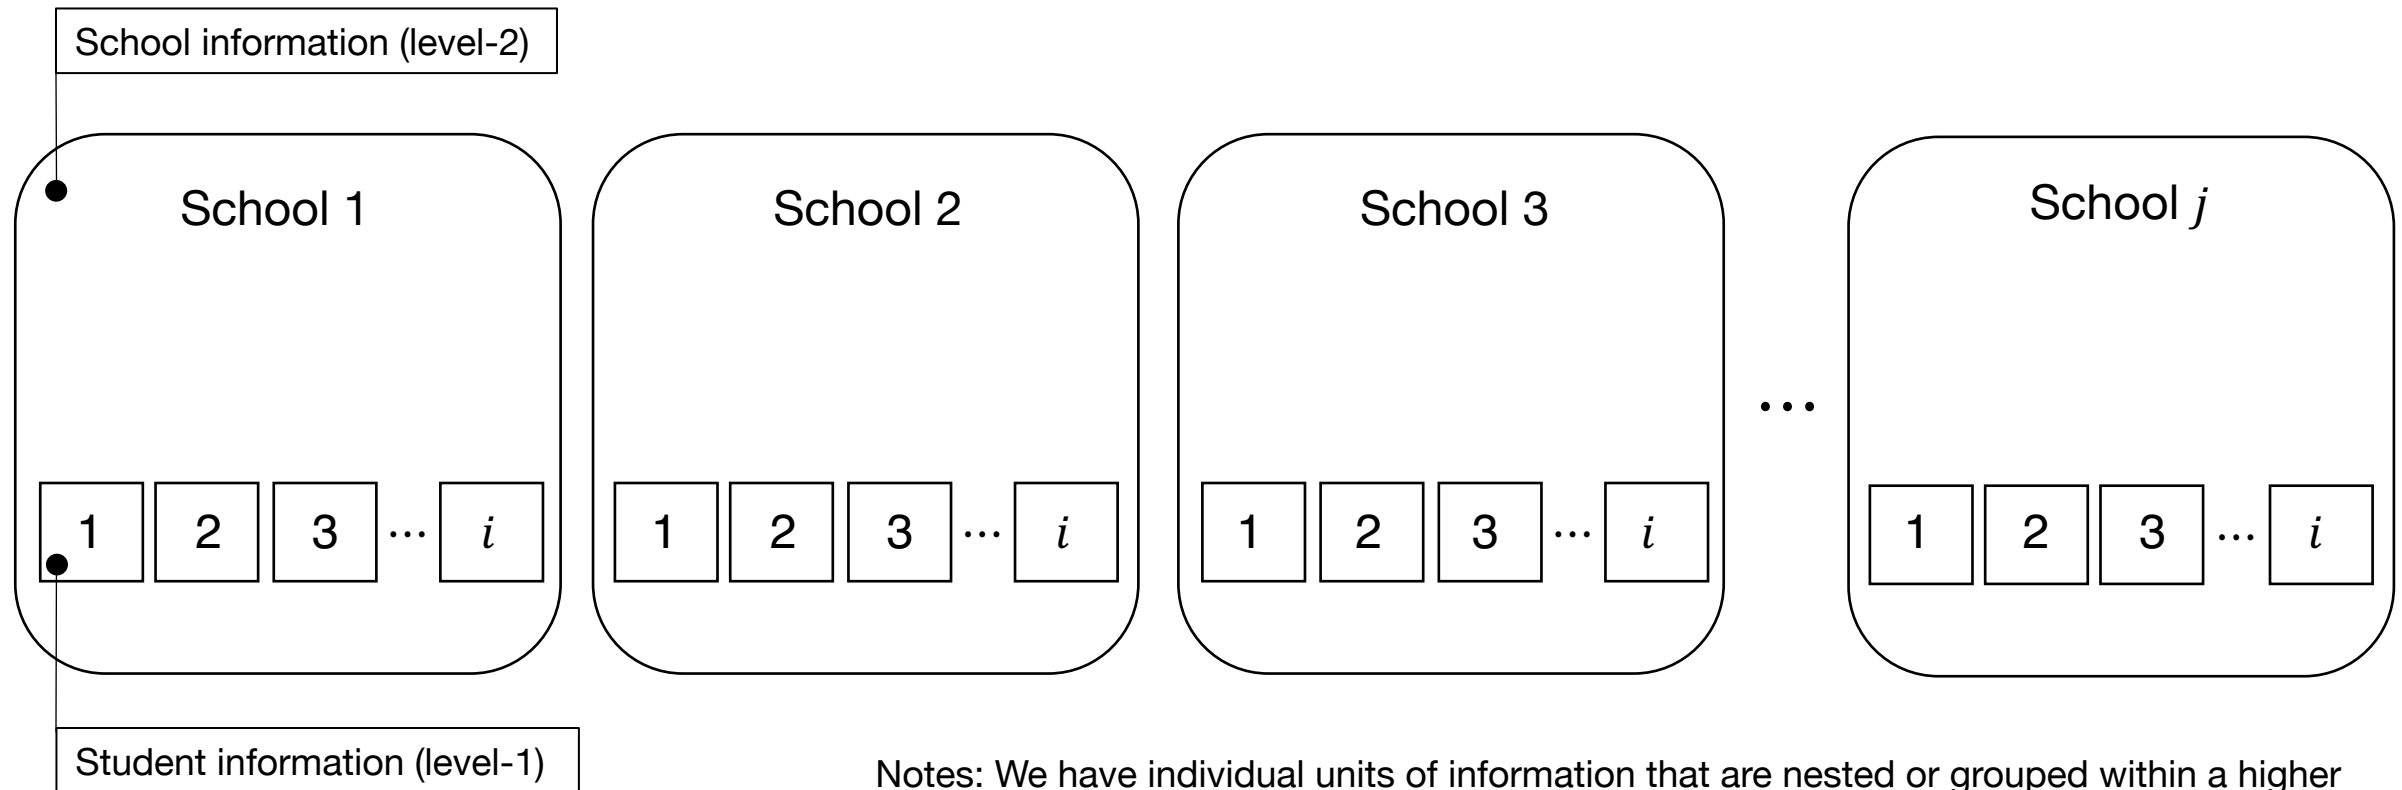 School information (level-2)
School 1
School 2
School 3
...
School j
1 2 3 ... i
1 2 3 ... i
1 2 3 ... i
1 2 3 ... i
Student information (level-1)
Notes: We have individual units of information that are nested or grouped within a higher